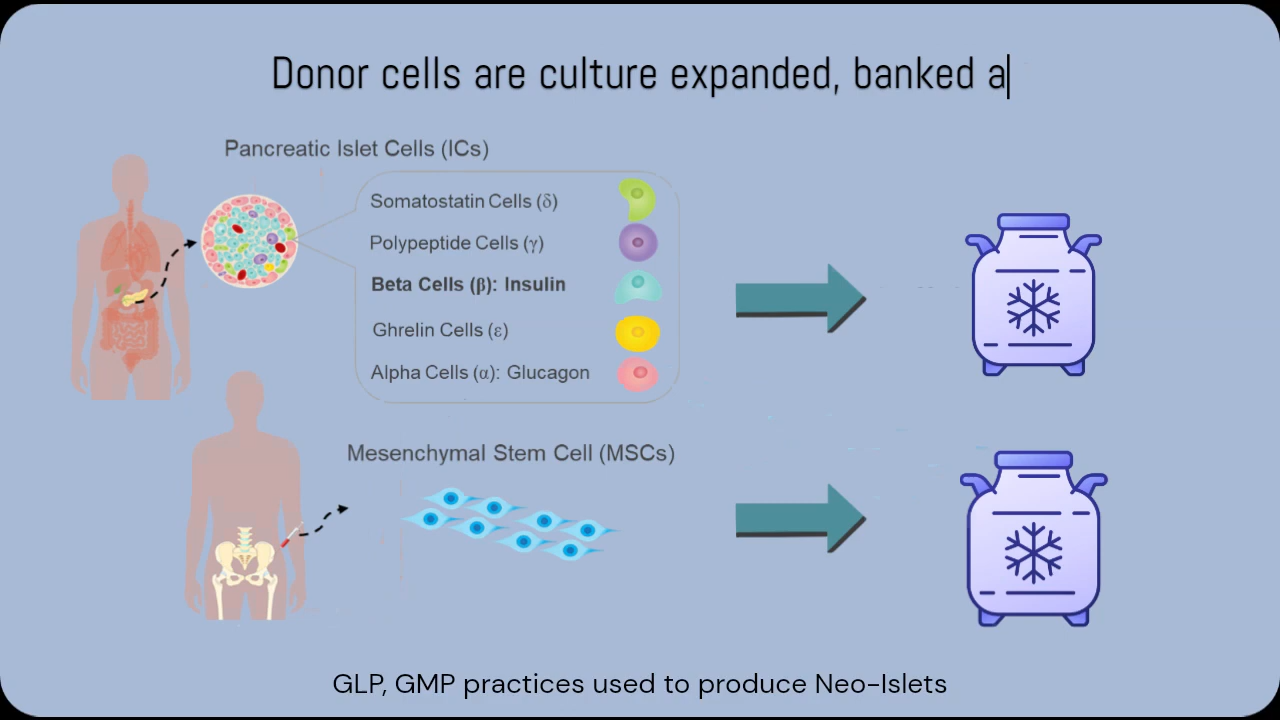 Donor cells are culture expanded, banked a
Pancreatic Islet Cells (ICs)
Somatostatin Cells (δ)
Polypeptide Cells (γ)
Beta Cells (β): Insulin
Ghrelin Cells (ε)
Alpha Cells (α): Glucagon
Mesenchymal Stem Cell (MSCs)
GLP, GMP practices used to produce Neo-Islets